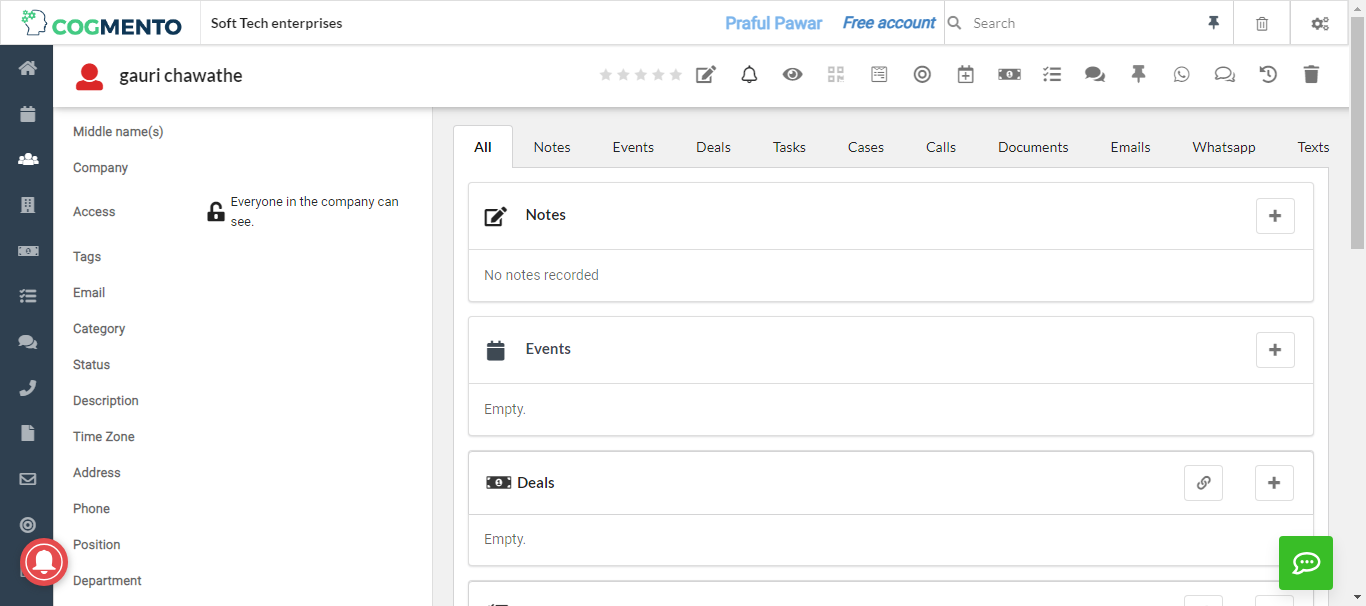 COGMENTO
Soft Tech enterprises
Praful Pawar
Free account
Search
gauri chawathe
Middle name(s)
Company
Access
Everyone in the company can
see.
Tags
Email
Category
Status
Description
Time Zone
Address
Phone
Position
Department
All
Notes
Events
Deals
Tasks
Cases
Calls
Documents
Emails
Whatsapp
Texts
Notes
No notes recorded
Events
Empty.
Deals
Empty.